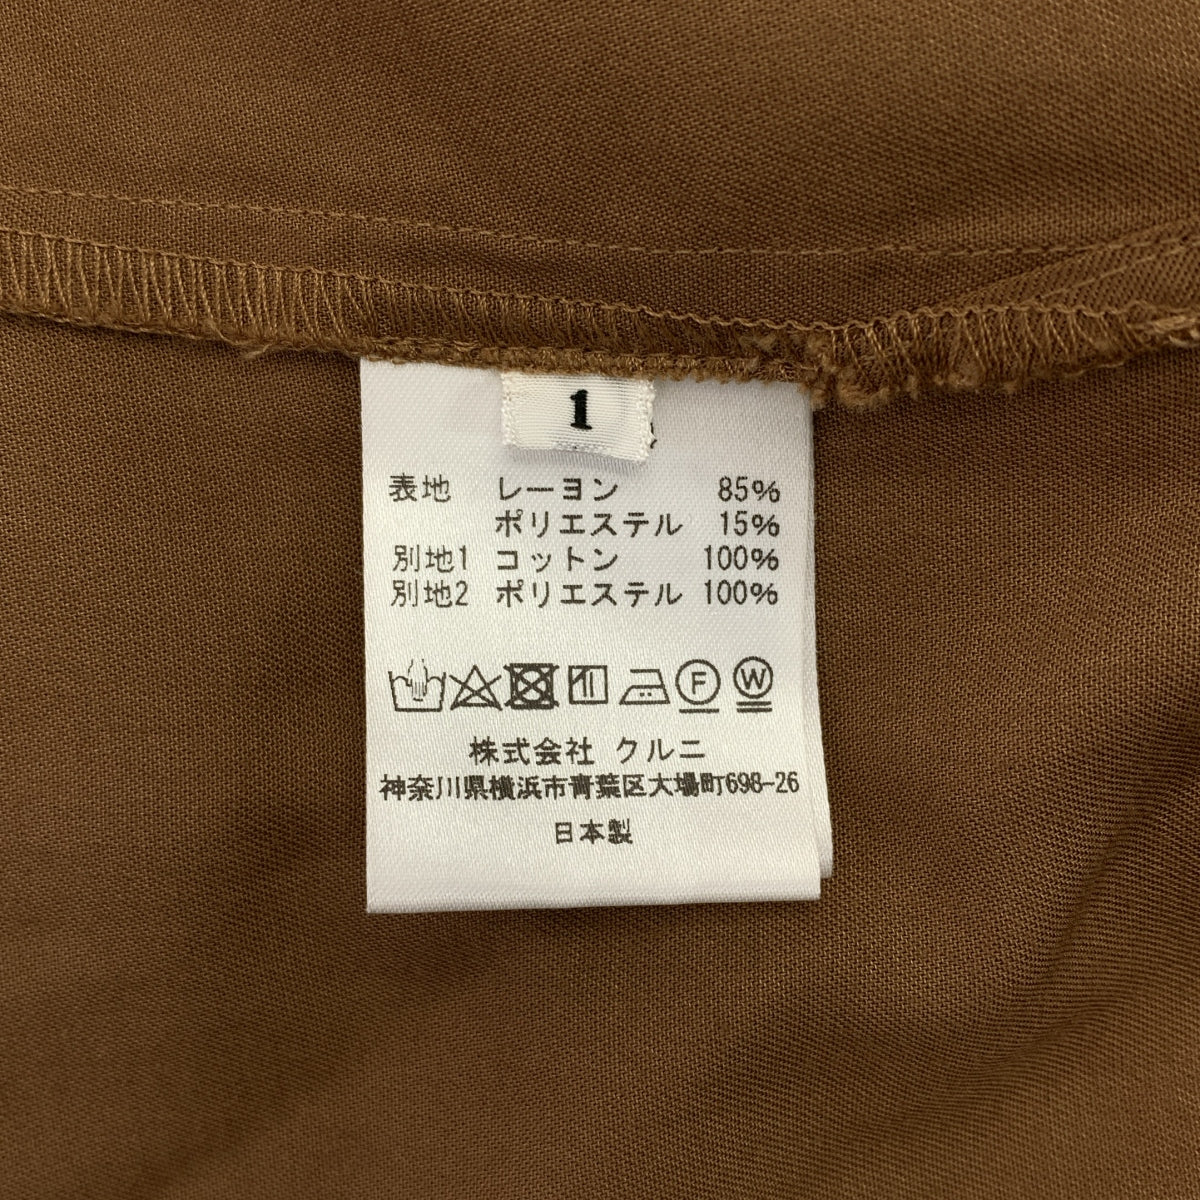 1
表地 レーヨン 85%
ポリエステル 15%
別地1 コットン 100%
別地2 ポリエステル 100%
F W
株式会社 クルニ
神奈川県横浜市青葉区大場町698-26
日本製